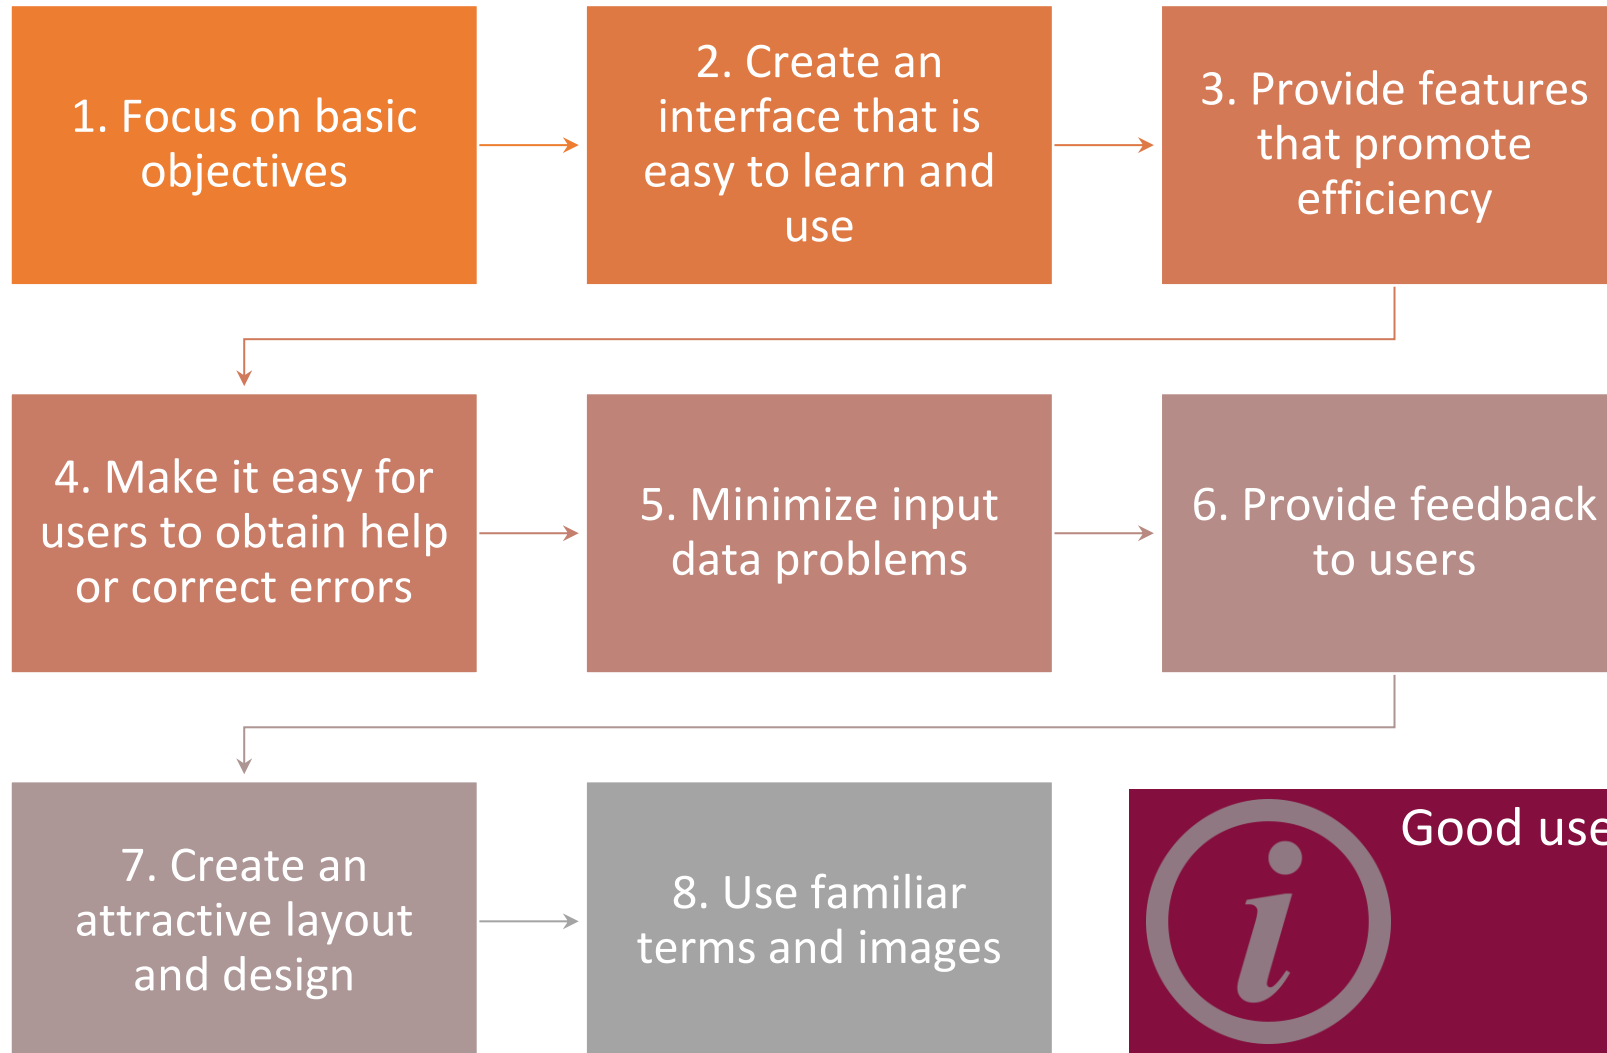 1. Focus on basic
objectives
2. Create an
interface that is
easy to learn and
use
3. Provide features
that promote
efficiency
4. Make it easy for
users to obtain help
or correct errors
5. Minimize input
data problems
6. Provide feedback
to users
7. Create an
attractive layout
and design
8. Use familiar
terms and images
Good use